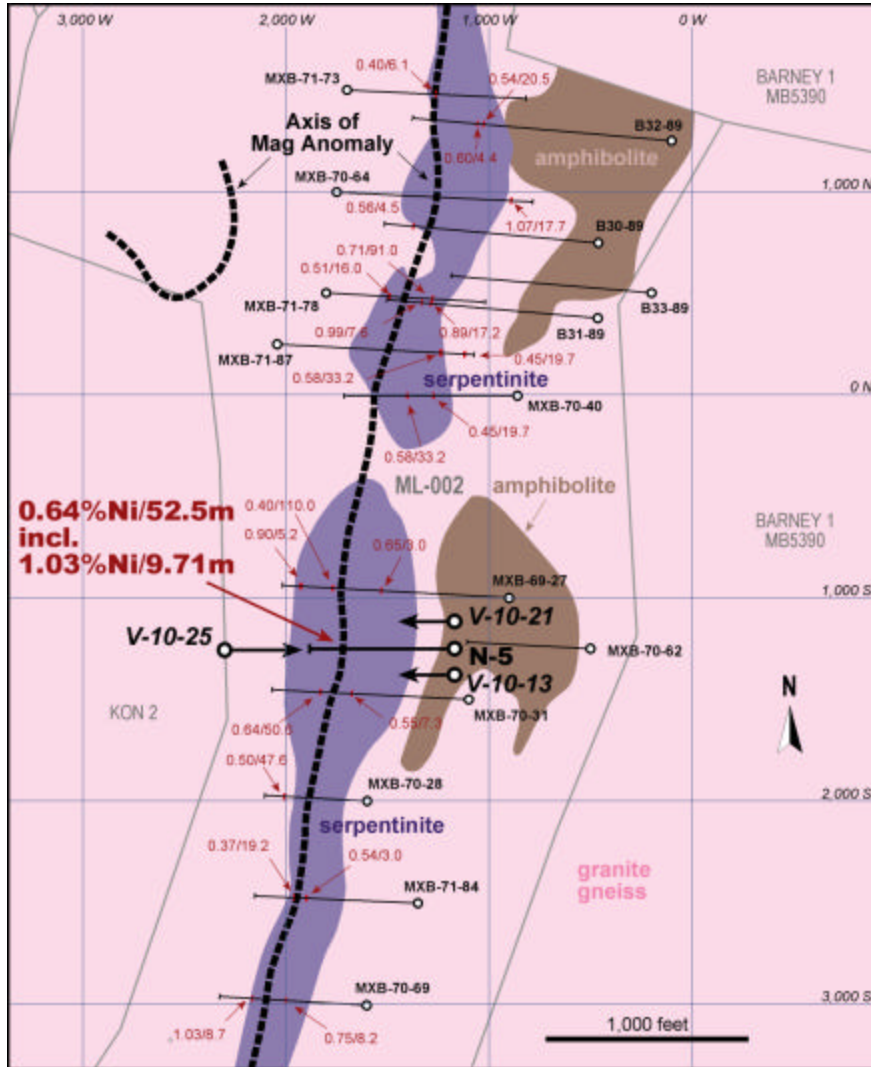 3,000 W
2,000 W
1,000 W
0 W
0.40/6.1
MXB-71-73
0.54/20.5
BARNEY 1
MB5390
Axis of
Mag Anomaly
B32-89
0.60/4.4
amphibolite
MXB-70-64
1,000 N
0.56/4.5
1.07/17.7
B30-89
0.71/91.0
0.51/16.0
MXB-71-78
B33-89
0.99/7.6
0.89/17.2
B31-89
MXB-71-87
0.45/19.7
0.58/33.2
serpentinite
0 N
MXB-70-40
0.45/19.7
0.58/33.2
ML-002
amphibolite
0.64%Ni/52.5m
incl.
1.03%Ni/9.71m
0.40/110.0
0.90/5.2
0.65/3.0
BARNEY 1
MB5390
MXB-69-27
1,000 S
V-10-21
V-10-25
N-5
MXB-70-62
V-10-13
KON 2
MXB-70-31
N
0.64/50.6
0.55/7.3
0.50/47.6
MXB-70-28
2,000 S
serpentinite
0.37/19.2
0.54/3.0
MXB-71-84
granite
gneiss
MXB-70-69
3,000 S
1.03/8.7
0.75/8.2
1,000 feet